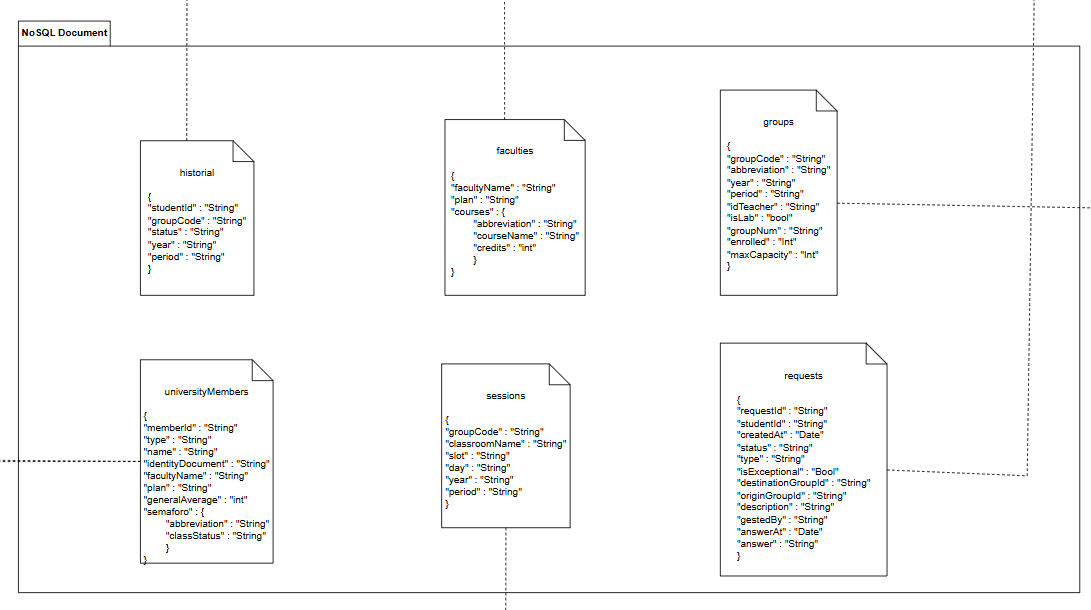 NoSQL Document
historial
{
"studentId" : "String"
"groupCode" : "String"
"status" : "String"
"year" : "String"
"period" : "String"
}
faculties
{
"facultyName" : "String"
"plan" : "String"
"courses" : {
"abbreviation" : "String"
"courseName" : "String"
"credits" : "int"
}
}
groups
{
"groupCode" : "String"
"abbreviation" : "String"
"year" : "String"
"period" : "String"
"idTeacher" : "String"
"isLab" : "bool"
"groupNum" : "String"
"enrolled" : "Int"
"maxCapacity" : "Int"
}
universityMembers
{
"memberId" : "String"
"type" : "String"
"name" : "String"
"identityDocument" : "String"
"facultyName" : "String"
"plan" : "String"
"generalAverage" : "int"
"semaforo" : {
"abbreviation" : "String"
"classStatus" : "String"
}
}
sessions
{
"groupCode" : "String"
"classroomName" : "String"
"slot" : "String"
"day" : "String"
"year" : "String"
"period" : "String"
}
requests
{
"requestId" : "String"
"studentId" : "String"
"createdAt" : "Date"
"status" : "String"
"type" : "String"
"isExceptional" : "Bool"
"destinationGroupId" : "String"
"originGroupId" : "String"
"description" : "String"
"gestedBy" : "String"
"answerAt" : "Date"
"answer" : "String"
}